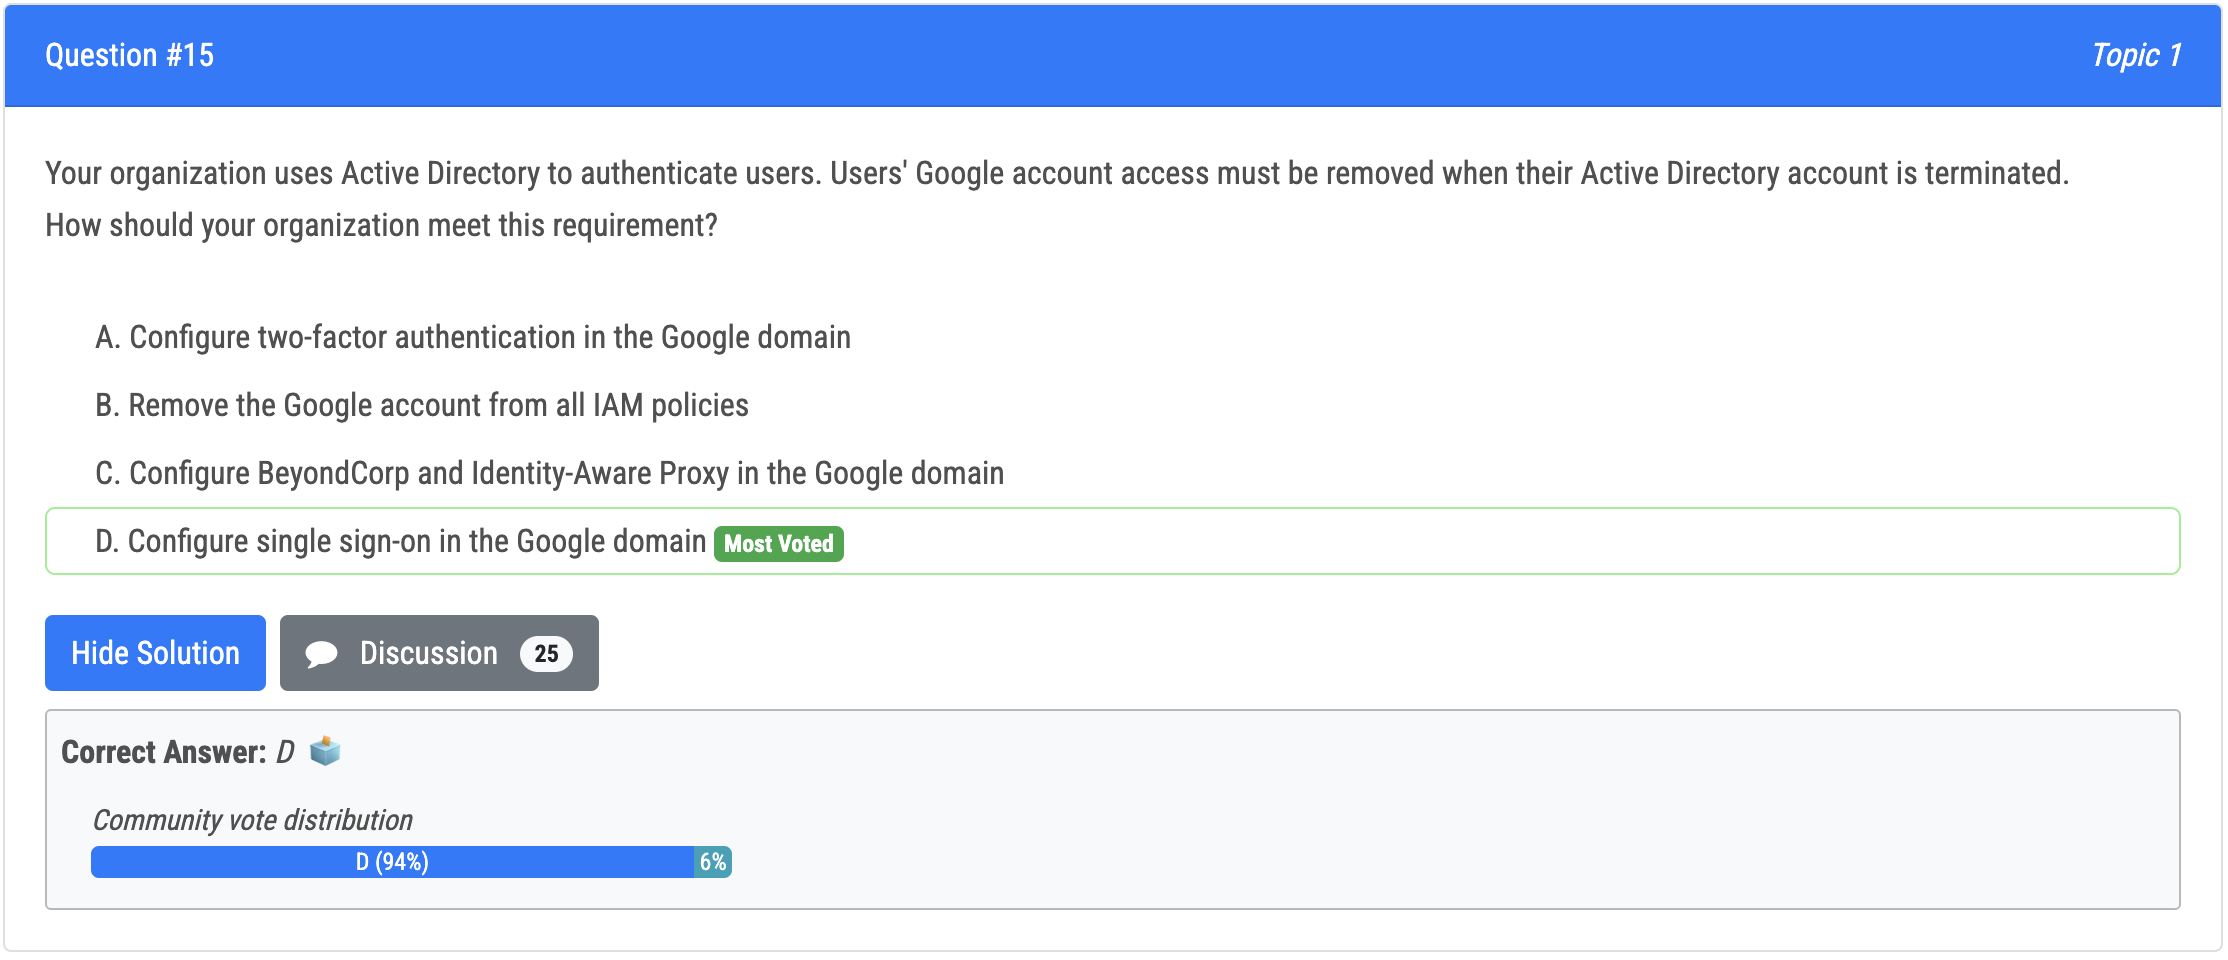 Question #15
Topic 1
Your organization uses Active Directory to authenticate users. Users' Google account access must be removed when their Active Directory account is terminated.
How should your organization meet this requirement?
A. Configure two-factor authentication in the Google domain
B. Remove the Google account from all IAM policies
C. Configure BeyondCorp and Identity-Aware Proxy in the Google domain
D. Configure single sign-on in the Google domain Most Voted
Hide Solution
Discussion 25
Correct Answer: D
Community vote distribution
D (94%) 6%